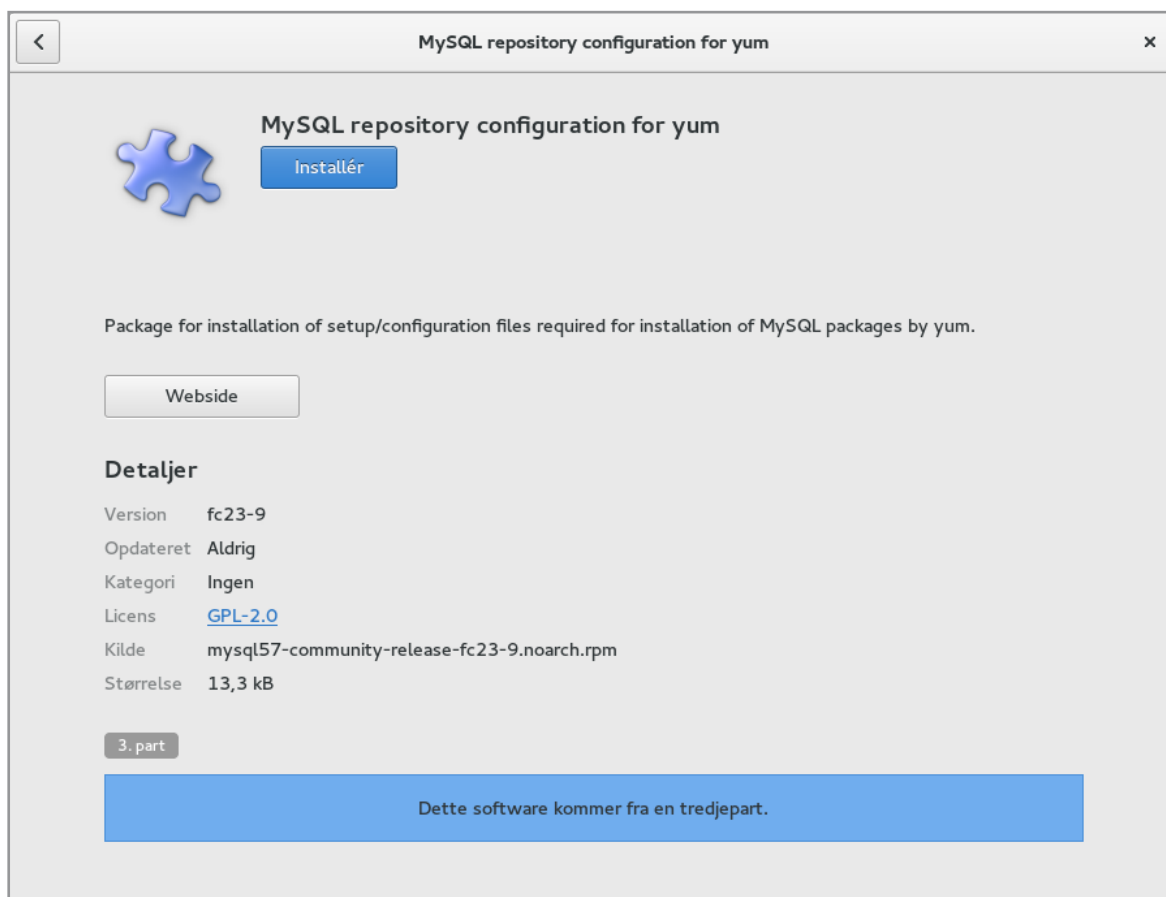 MySQL repository configuration for yum
MySQL repository configuration for yum
Installér
Package for installation of setup/configuration files required for installation of MySQL packages by yum.
Webside
Detaljer
Version fc23-9
Opdateret Aldrig
Kategori Ingen
Licens GPL-2.0
Kilde mysql57-community-release-fc23-9.noarch.rpm
Størrelse 13,3 kB
3. part
Dette software kommer fra en tredjepart.